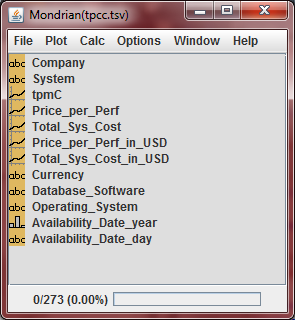 Mondrian(tpcc.tsv)
File Plot Calc Options Window Help
abc Company
abc System
tpmC
Price_per_Perf
Total_Sys_Cost
Price_per_Perf_in_USD
Total_Sys_Cost_in_USD
abc Currency
abc Database_Software
abc Operating_System
Availability_Date_year
abc Availability_Date_day
0/273 (0.00%)